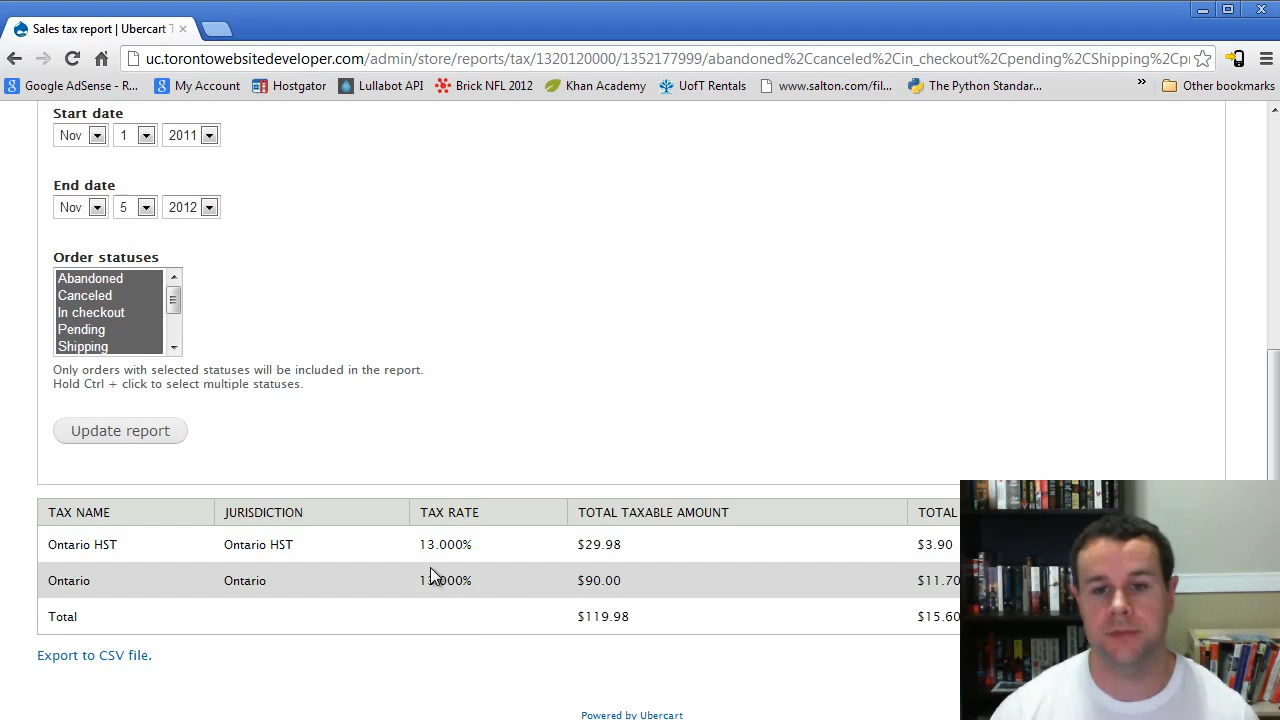 Sales tax report | Ubercart T
uc.torontowebsitedeveloper.com/admin/store/reports/tax/1320120000/1352177999/abandoned%2Ccanceled%2Cin_checkout%2Cpending%2CShipping%2Cp
Google AdSense - R... My Account Hostgator Lullabot API Brick NFL 2012 Khan Academy UofT Rentals www.salton.com/fil... The Python Standar... » Other bookmarks
Start date
Nov 1 2011
End date
Nov 5 2012
Order statuses
Abandoned
Canceled
In checkout
Pending
Shipping
Only orders with selected statuses will be included in the report.
Hold Ctrl + click to select multiple statuses.
Update report
TAX NAME JURISDICTION TAX RATE TOTAL TAXABLE AMOUNT TOTAL
Ontario HST Ontario HST 13.000% $29.98 $3.90
Ontario Ontario $90.00 $11.70
Total $119.98 $15.60
Export to CSV file.
Powered by Ubercart